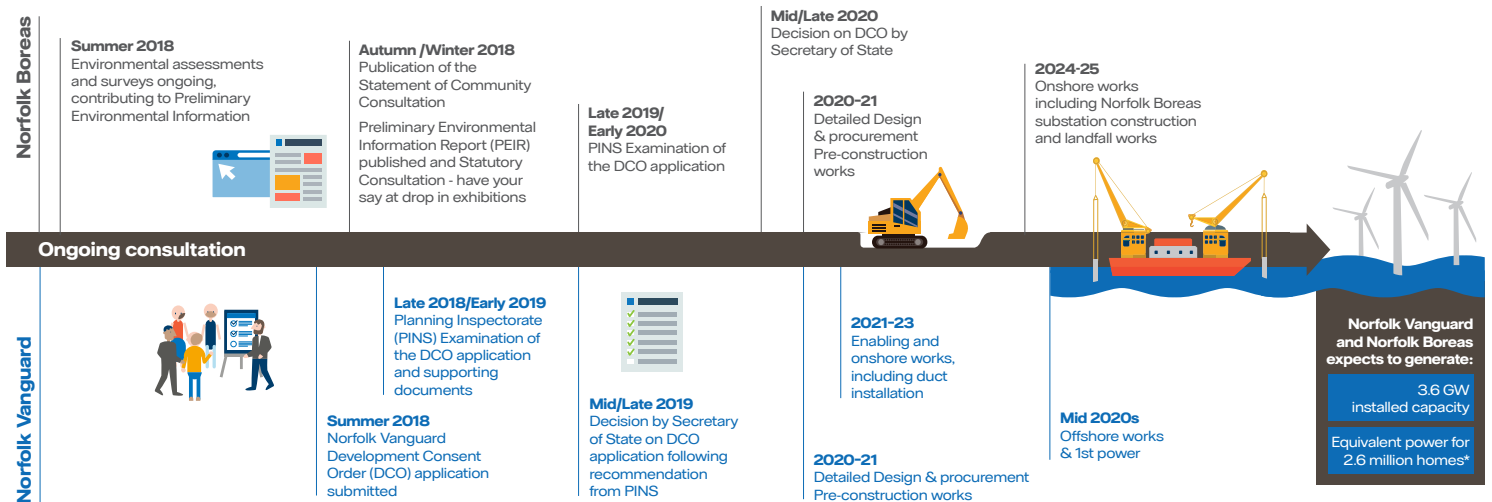 Norfolk Boreas
Summer 2018
Environmental assessments
and surveys ongoing,
contributing to Preliminary
Environmental Information
Autumn /Winter 2018
Publication of the
Statement of Community
Consultation
Preliminary Environmental
Information Report (PEIR)
published and Statutory
Consultation - have your
say at drop in exhibitions
Late 2019/
Early 2020
PINS Examination of
the DCO application
Mid/Late 2020
Decision on DCO by
Secretary of State
2020-21
Detailed Design
& procurement
Pre-construction
works
2024-25
Onshore works
including Norfolk Boreas
substation construction
and landfall works
Ongoing consultation
Norfolk Vanguard
Summer 2018
Norfolk Vanguard
Development Consent
Order (DCO) application
submitted
Late 2018/Early 2019
Planning Inspectorate
(PINS) Examination of
the DCO application
and supporting
documents
Mid/Late 2019
Decision by Secretary
of State on DCO
application following
recommendation
from PINS
2020-21
Detailed Design & procurement
Pre-construction works
2021-23
Enabling and
onshore works,
including duct
installation
Mid 2020s
Offshore works
& 1st power
Norfolk Vanguard
and Norfolk Boreas
expects to generate:
3.6 GW
installed capacity
Equivalent power for
2.6 million homes*